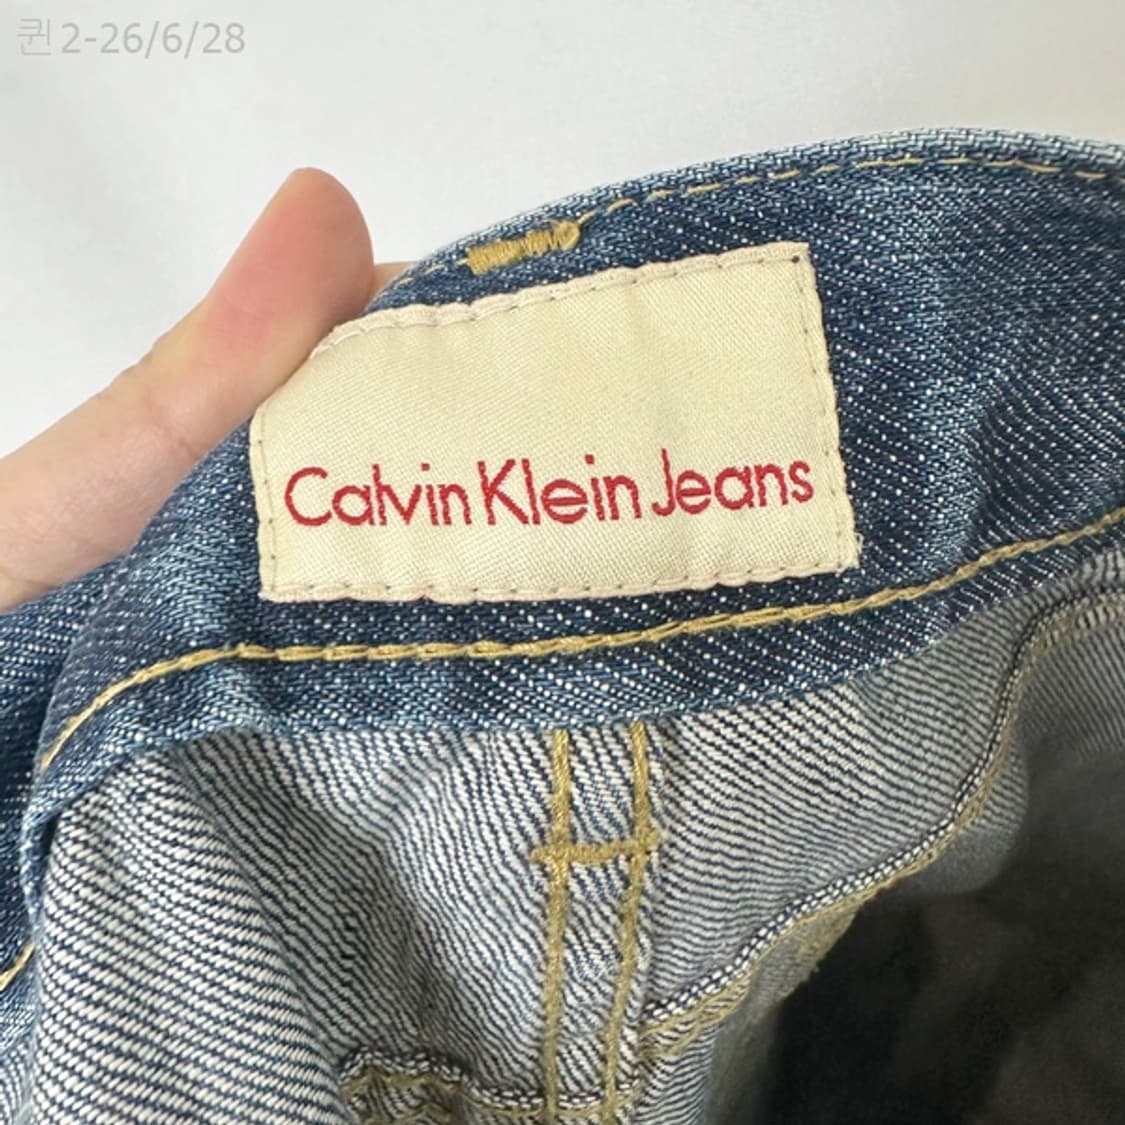 퀸 2-26/6/28
Calvin Klein Jeans